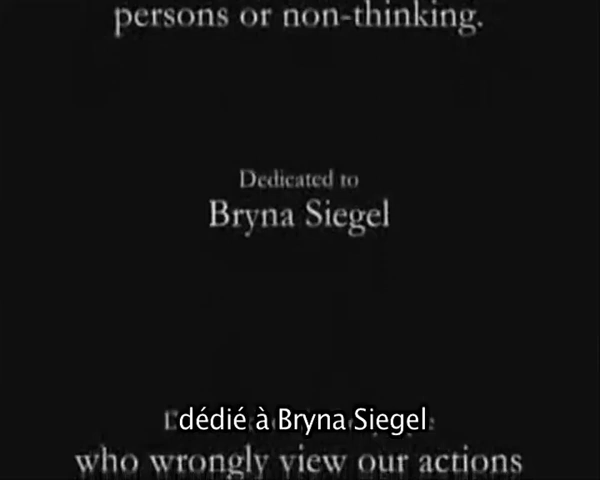 persons or non-thinking.
Dedicated to
Bryna Siegel
dédié à Bryna Siegel
who wrongly view our actions